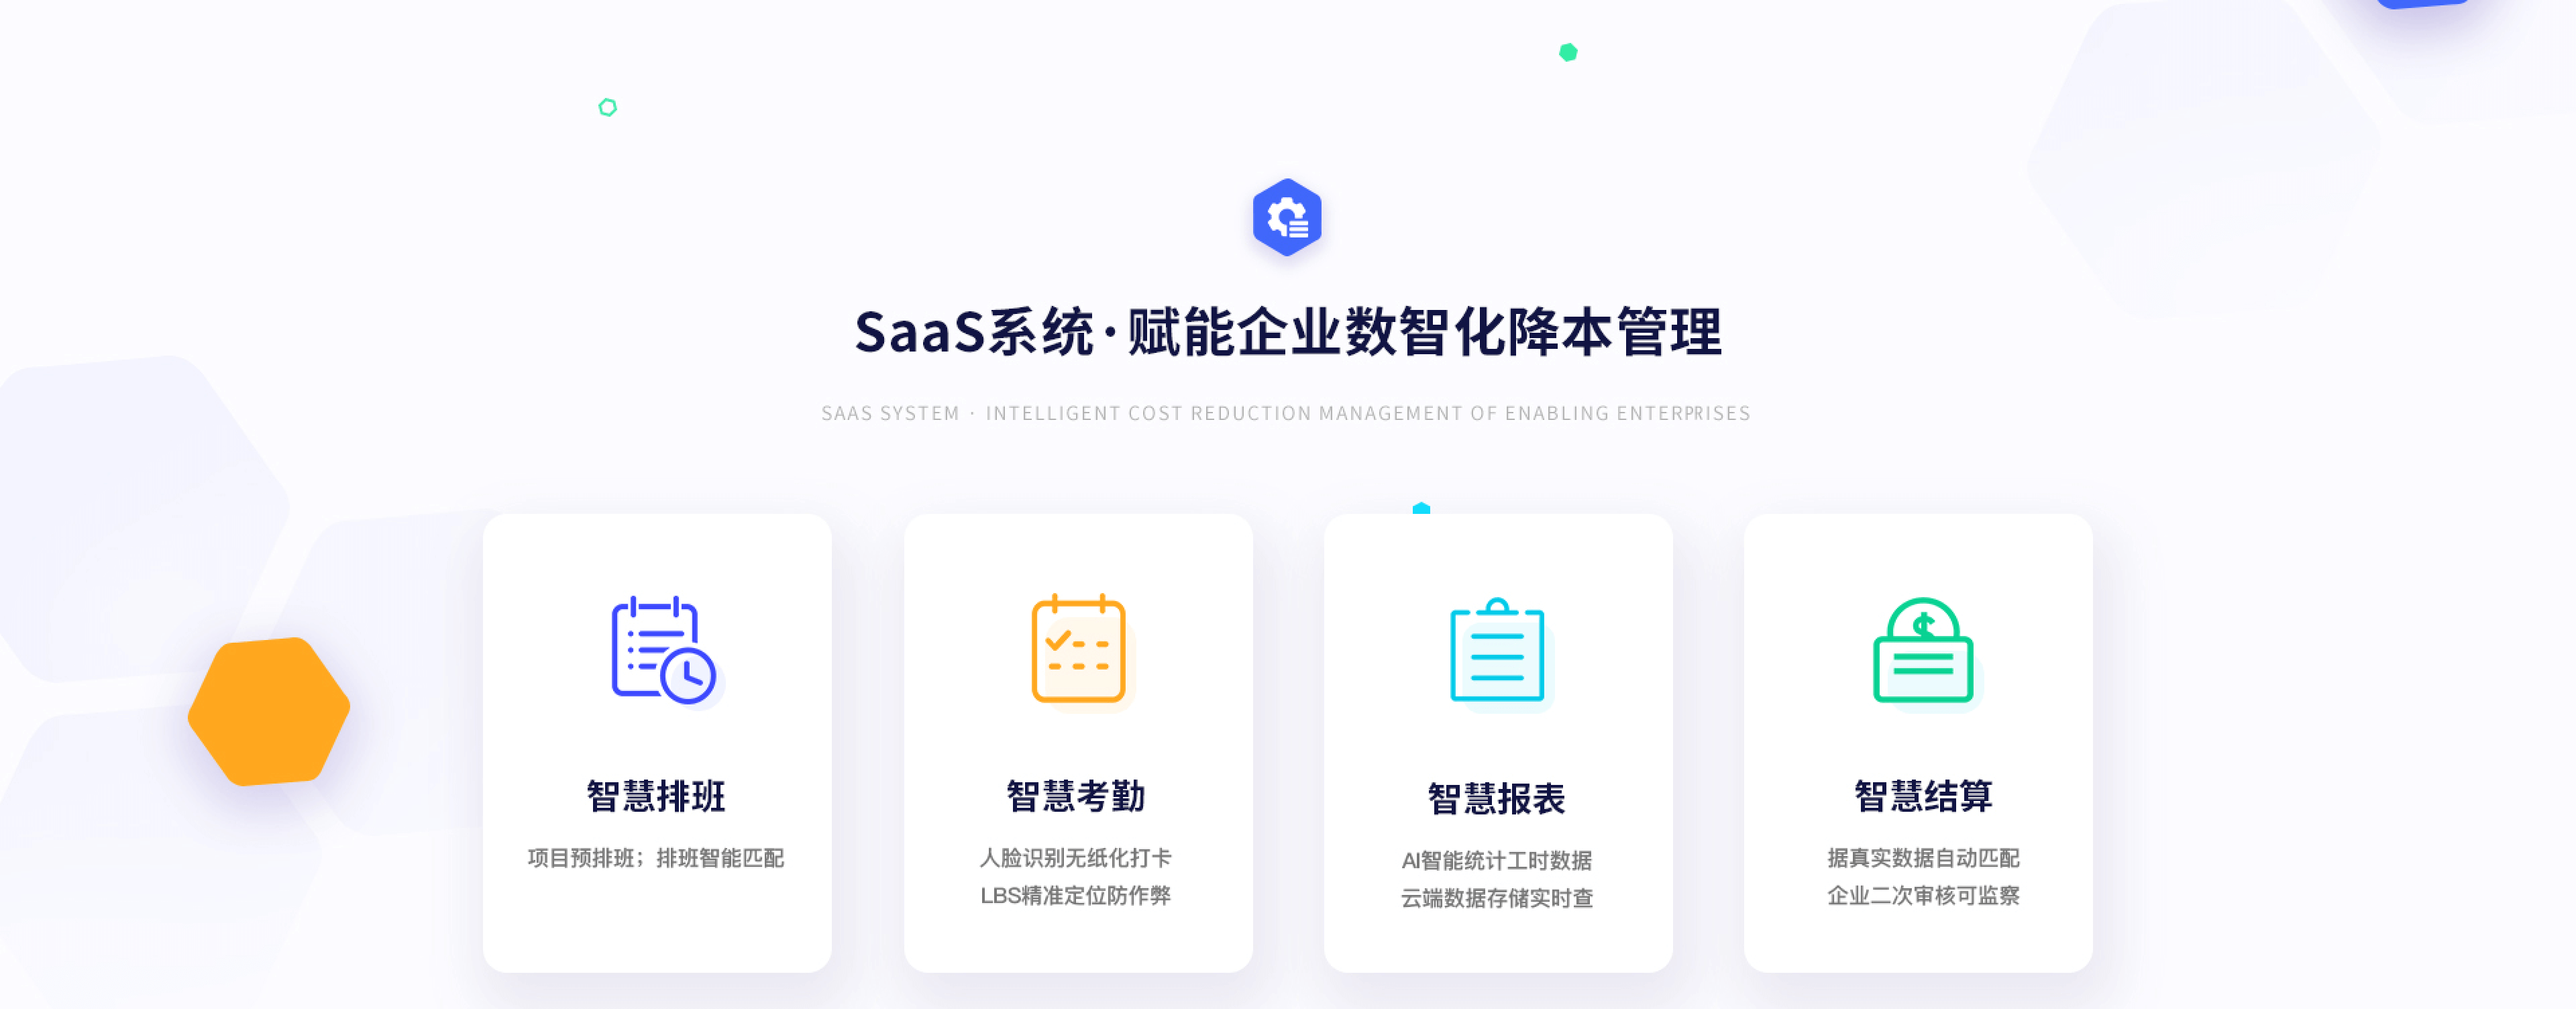 SaaS系统·赋能企业数智化降本管理
SAAS SYSTEM · INTELLIGENT COST REDUCTION MANAGEMENT OF ENABLING ENTERPRISES
智慧排班
项目预排班；排班智能匹配
智慧考勤
人脸识别无纸化打卡
LBS精准定位防作弊
智慧报表
AI智能统计工时数据
云端数据存储实时查
智慧结算
据真实数据自动匹配
企业二次审核可监察